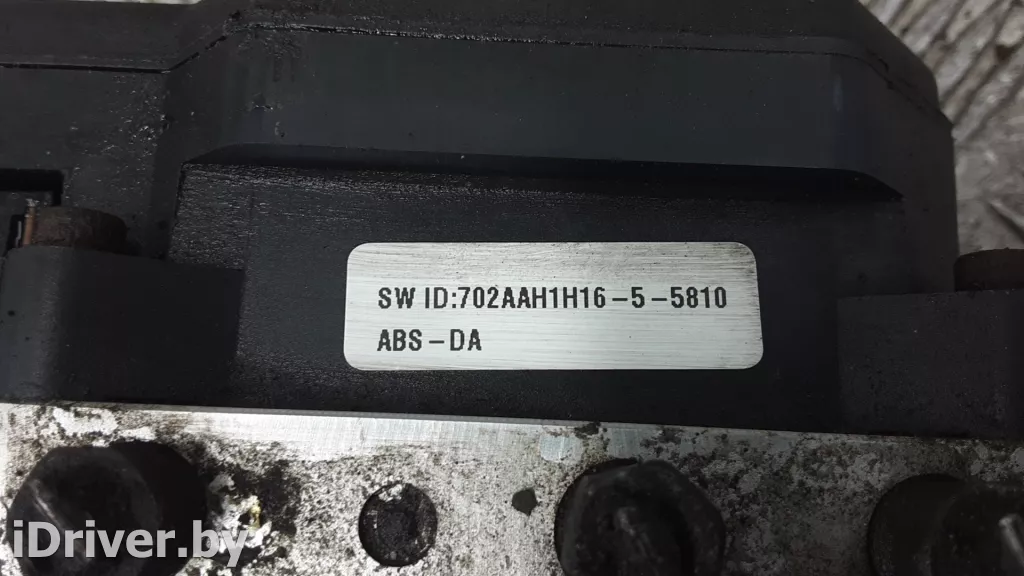 SW ID:702AAH1H16-5-5810
ABS-DA
iDriver.by